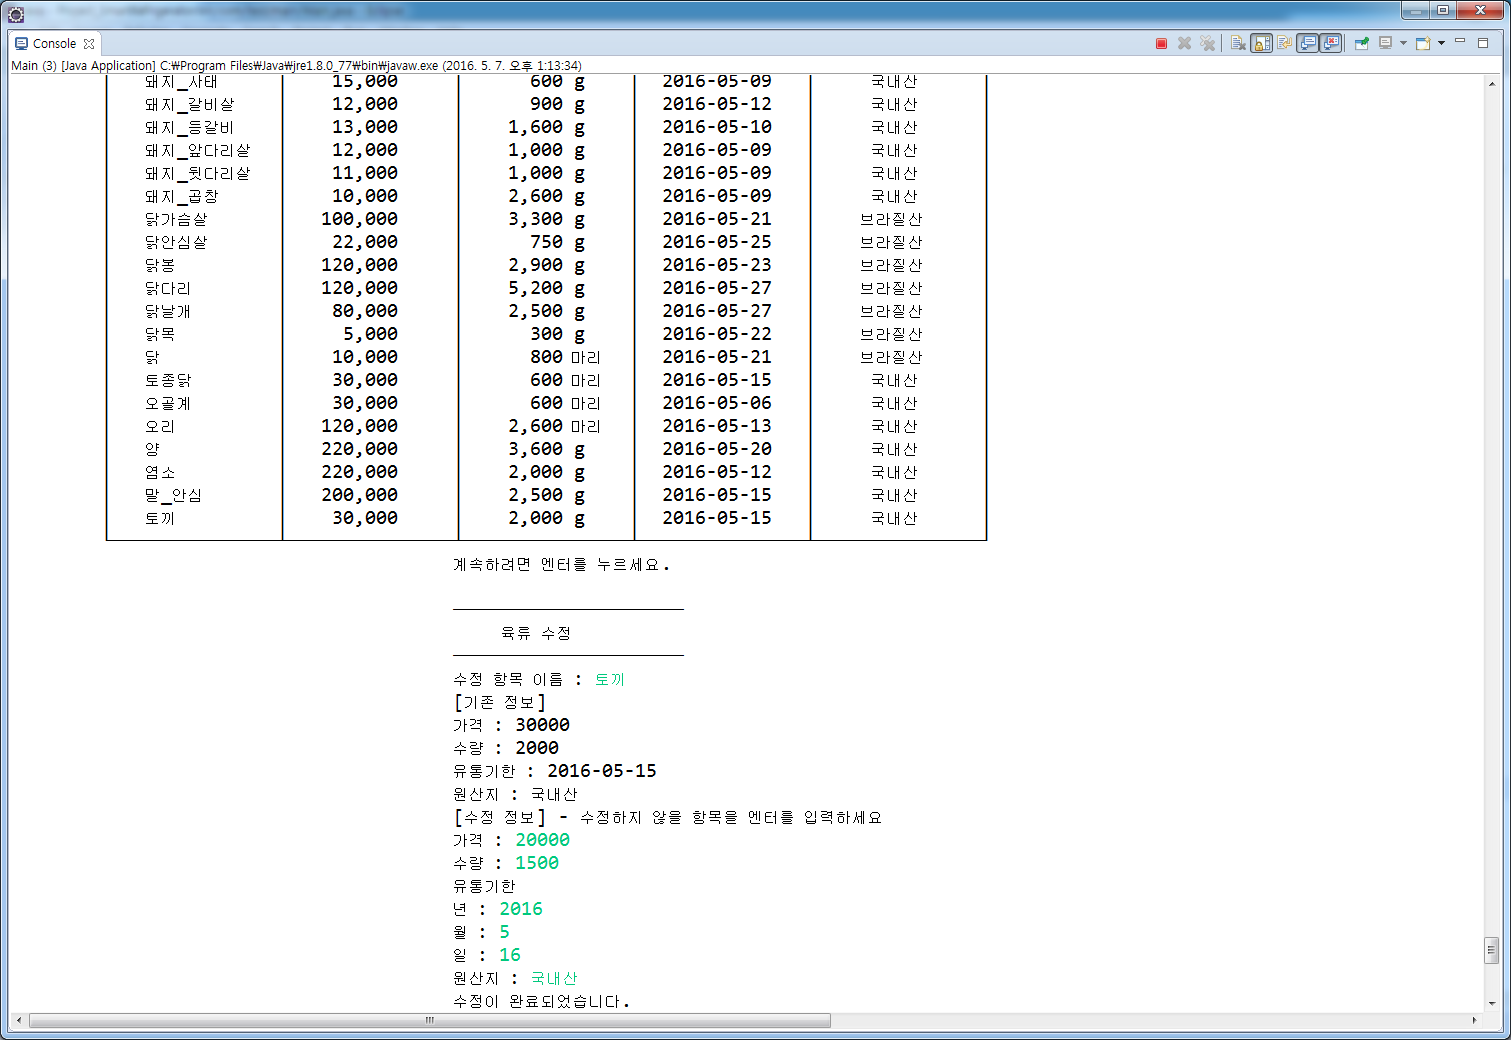 Console
Main (3) [Java Application] C:₩Program Files₩Java₩jre1.8.0_77₩bin₩javaw.exe (2016. 5. 7. 오후 1:13:34)
돼지_사태 15,000 600 g 2016-05-09 국내산
돼지_갈비살 12,000 900 g 2016-05-12 국내산
돼지_등갈비 13,000 1,600 g 2016-05-10 국내산
돼지_앞다리살 12,000 1,000 g 2016-05-09 국내산
돼지_뒷다리살 11,000 1,000 g 2016-05-09 국내산
돼지_곱창 10,000 2,600 g 2016-05-09 국내산
닭가슴살 100,000 3,300 g 2016-05-21 브라질산
닭안심살 22,000 750 g 2016-05-25 브라질산
닭봉 120,000 2,900 g 2016-05-23 브라질산
닭다리 120,000 5,200 g 2016-05-27 브라질산
닭날개 80,000 2,500 g 2016-05-27 브라질산
닭목 5,000 300 g 2016-05-22 브라질산
닭 10,000 800 마리 2016-05-21 브라질산
토종닭 30,000 600 마리 2016-05-15 국내산
오골계 30,000 600 마리 2016-05-06 국내산
오리 120,000 2,600 마리 2016-05-13 국내산
양 220,000 3,600 g 2016-05-20 국내산
염소 220,000 2,000 g 2016-05-12 국내산
말_안심 200,000 2,500 g 2016-05-15 국내산
토끼 30,000 2,000 g 2016-05-15 국내산
계속하려면 엔터를 누르세요.
육류 수정
수정 항목 이름 : 토끼
[기존 정보]
가격 : 30000
수량 : 2000
유통기한 : 2016-05-15
원산지 : 국내산
[수정 정보] - 수정하지 않을 항목을 엔터를 입력하세요
가격 : 20000
수량 : 1500
유통기한
년 : 2016
월 : 5
일 : 16
원산지 : 국내산
수정이 완료되었습니다.